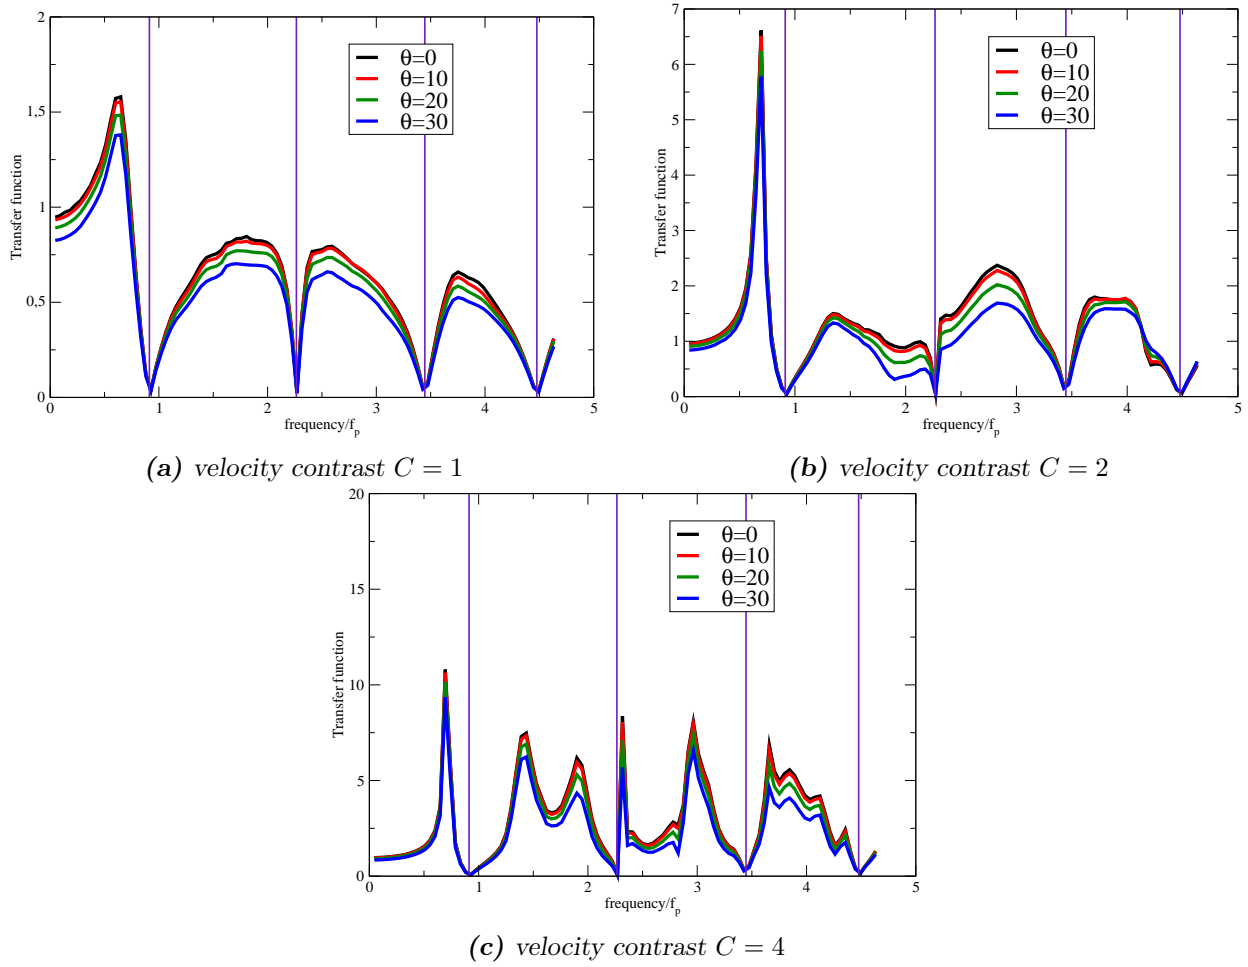 2
1.5
1
0.5
0
Transfer function
θ=0
θ=10
θ=20
θ=30
0 1 2 3 4 5
frequency/fp
(a) velocity contrast C = 1
7
6
5
4
3
2
1
0
Transfer function
θ=0
θ=10
θ=20
θ=30
0 1 2 3 4 5
frequency/fp
(b) velocity contrast C = 2
20
15
10
5
0
Transfer function
θ=0
θ=10
θ=20
θ=30
0 1 2 3 4 5
frequency/fp
(c) velocity contrast C = 4